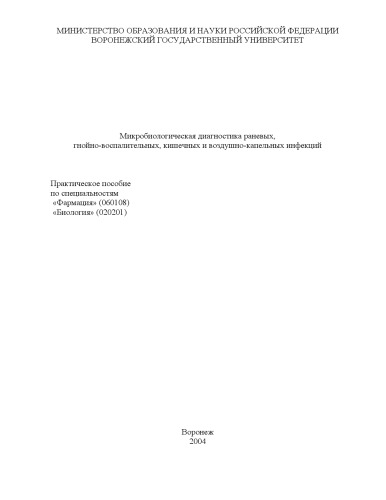 МИНИСТЕРСТВО ОБРАЗОВАНИЯ И НАУКИ РОССИЙСКОЙ ФЕДЕРАЦИИ
ВОРОНЕЖСКИЙ ГОСУДАРСТВЕННЫЙ УНИВЕРСИТЕТ
Микробиологическая диагностика раневых,
гнойно-воспалительных, кишечных и воздушно-капельных инфекций
Практическое пособие
по специальностям
«Фармация» (060108)
«Биология» (020201)
Воронеж
2004